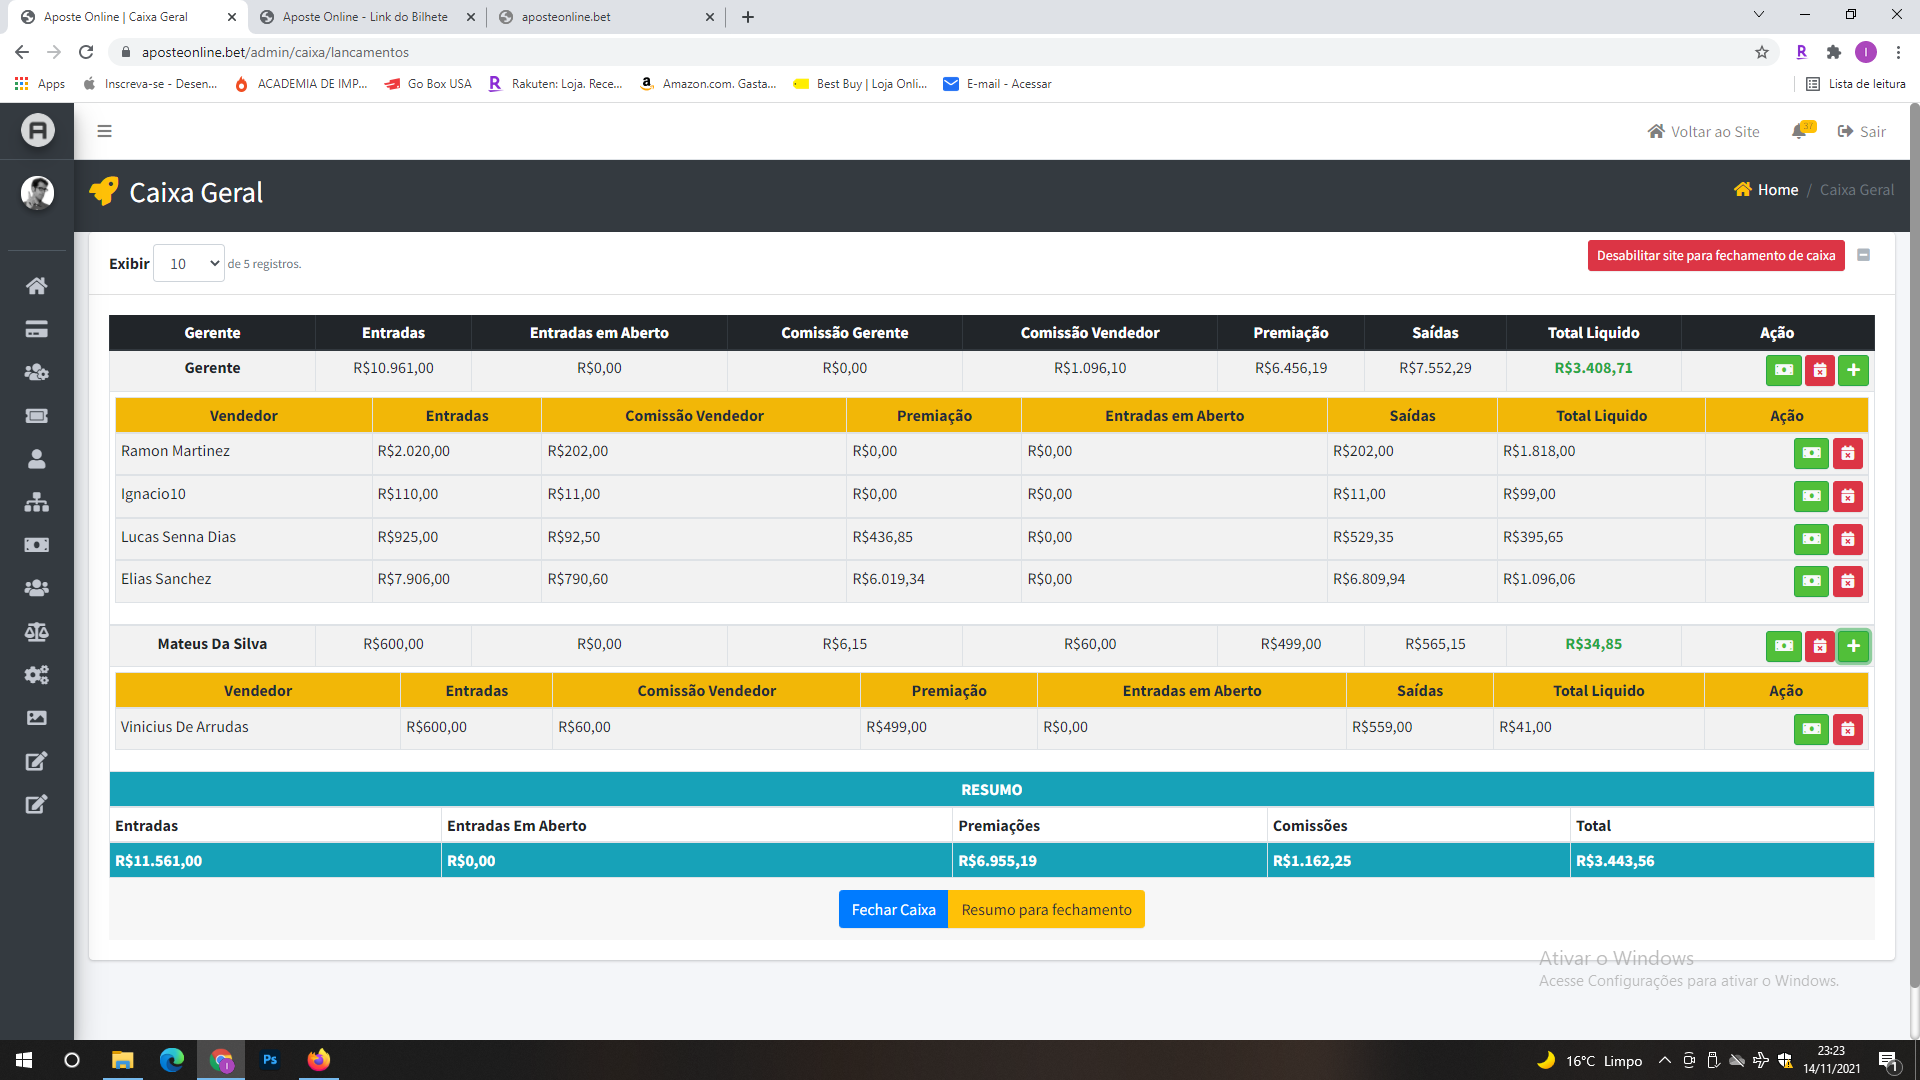 Aposte Online | Caixa Geral
Aposte Online - Link do Bilhete
aposteonline.bet
aposteonline.bet/admin/caixa/lancamentos
R
I
Apps
Inscreva-se - Desen...
ACADEMIA DE IMP...
Go Box USA
R Rakuten: Loja. Rece...
a Amazon.com. Gasta...
Best Buy | Loja Onli...
E-mail - Acessar
Lista de leitura
A
Voltar ao Site
37
Sair
Caixa Geral
Home / Caixa Geral
Exibir 10 de 5 registros.
Desabilitar site para fechamento de caixa
Gerente Entradas Entradas em Aberto Comissão Gerente Comissão Vendedor Premiação Saídas Total Liquido Ação
Gerente R$10.961,00 R$0,00 R$0,00 R$1.096,10 R$6.456,19 R$7.552,29 R$3.408,71
Vendedor Entradas Comissão Vendedor Premiação Entradas em Aberto Saídas Total Liquido Ação
Ramon Martinez R$2.020,00 R$202,00 R$0,00 R$0,00 R$202,00 R$1.818,00
Ignacio10 R$110,00 R$11,00 R$0,00 R$0,00 R$11,00 R$99,00
Lucas Senna Dias R$925,00 R$92,50 R$436,85 R$0,00 R$529,35 R$395,65
Elias Sanchez R$7.906,00 R$790,60 R$6.019,34 R$0,00 R$6.809,94 R$1.096,06
Mateus Da Silva R$600,00 R$0,00 R$6,15 R$60,00 R$499,00 R$565,15 R$34,85
Vendedor Entradas Comissão Vendedor Premiação Entradas em Aberto Saídas Total Liquido Ação
Vinicius De Arrudas R$600,00 R$60,00 R$499,00 R$0,00 R$559,00 R$41,00
RESUMO
Entradas Entradas Em Aberto Premiações Comissões Total
R$11.561,00 R$0,00 R$6.955,19 R$1.162,25 R$3.443,56
Fechar Caixa Resumo para fechamento
Ativar o Windows
Acesse Configurações para ativar o Windows.
I
Ps
16°C Limpo
23:23
14/11/2021
1